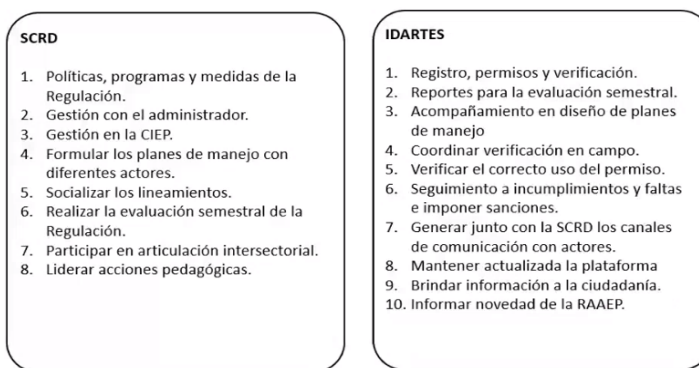 SCRD
1. Políticas, programas y medidas de la
Regulación.
2. Gestión con el administrador.
3. Gestión en la CIEP.
4. Formular los planes de manejo con
diferentes actores.
5. Socializar los lineamientos.
6. Realizar la evaluación semestral de la
Regulación.
7. Participar en articulación intersectorial.
8. Liderar acciones pedagógicas.
IDARTES
1. Registro, permisos y verificación.
2. Reportes para la evaluación semestral.
3. Acompañamiento en diseño de planes
de manejo
4. Coordinar verificación en campo.
5. Verificar el correcto uso del permiso.
6. Seguimiento a incumplimientos y faltas
e imponer sanciones.
7. Generar junto con la SCRD los canales
de comunicación con actores.
8. Mantener actualizada la plataforma
9. Brindar información a la ciudadanía.
10. Informar novedad de la RAAEP.